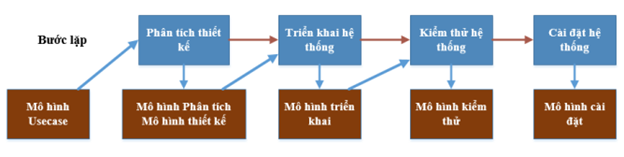 Bước lặp
Phân tích thiết
kế
Triển khai hệ
thống
Kiểm thử hệ
thống
Cài đặt hệ
thống
Mô hình
Usecase
Mô hình Phân tích
Mô hình thiết kế
Mô hình triển
khai
Mô hình kiểm
thử
Mô hình cài
đặt